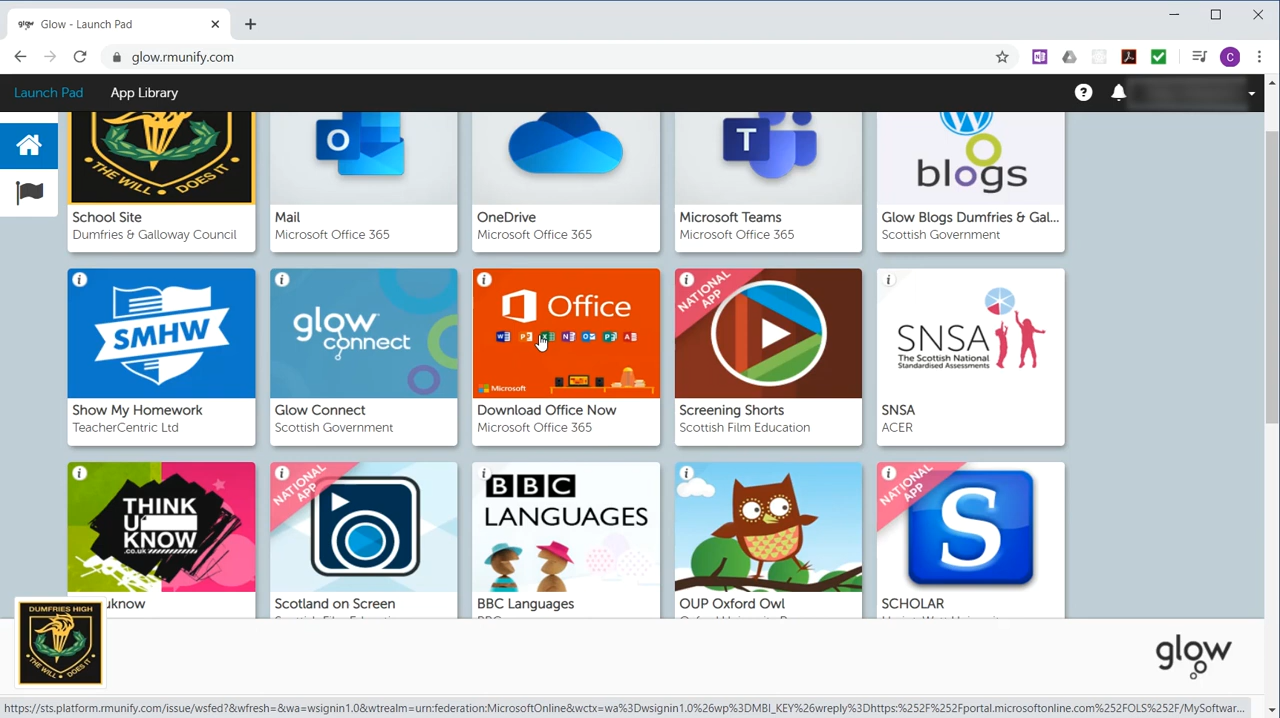 glow Glow - Launch Pad
glow.rmunify.com
C
Launch Pad App Library
THE WILL DOES IT
O
T
W
blogs
School Site
Dumfries & Galloway Council
Mail
Microsoft Office 365
OneDrive
Microsoft Office 365
Microsoft Teams
Microsoft Office 365
Glow Blogs Dumfries & Gal...
Scottish Government
SMHW
glow connect
Office
Microsoft
NATIONAL APP
SNSA
The Scottish National
Standardised Assessments
Show My Homework
TeacherCentric Ltd
Glow Connect
Scottish Government
Download Office Now
Microsoft Office 365
Screening Shorts
Scottish Film Education
SNSA
ACER
THINK
U
KNOW
.CO.UK
NATIONAL APP
BBC
LANGUAGES
NATIONAL APP
S
uknow
Scotland on Screen
BBC Languages
OUP Oxford Owl
SCHOLAR
DUMFRIES HIGH
THE WILL DOES IT
glow
https://sts.platform.rmunify.com/issue/wsfed?&wfresh=&wa=wsignin1.0&wtrealm=urn:federation:MicrosoftOnline&wctx=wa%3Dwsignin1.0%26wp%3DMBI_KEY%26wreply%3Dhttps:%252F%252Fportal.microsoftonline.com%252FOLS%252F/MySoftwar...